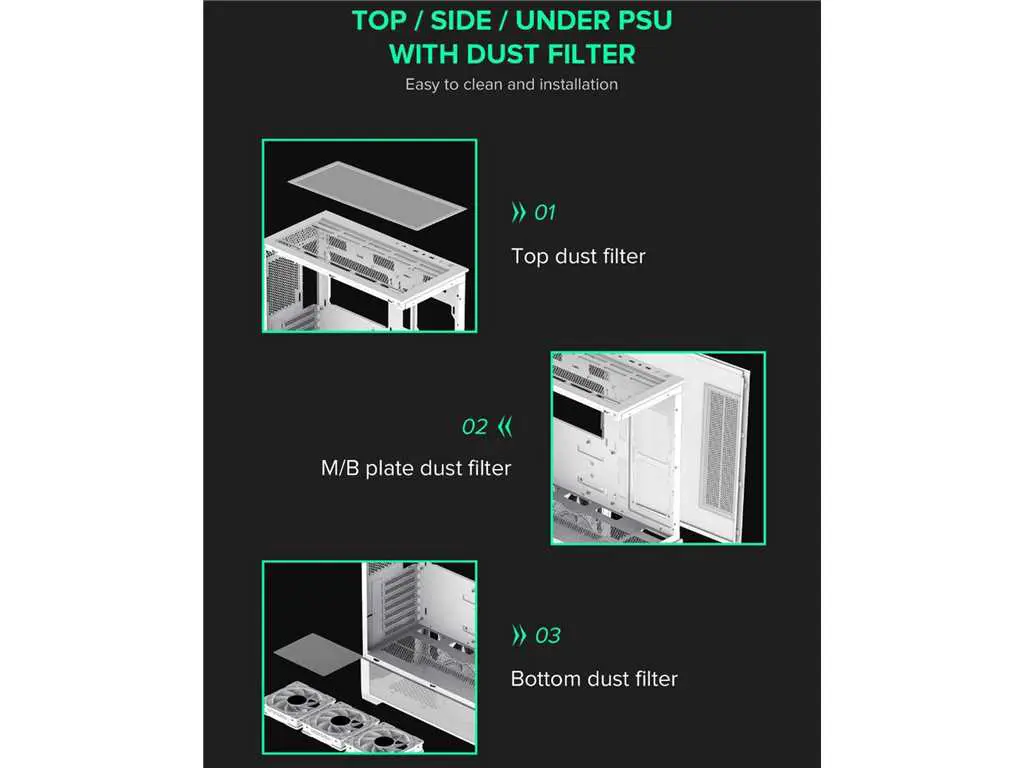 TOP / SIDE / UNDER PSU
WITH DUST FILTER
Easy to clean and installation
01
Top dust filter
02
M/B plate dust filter
03
Bottom dust filter